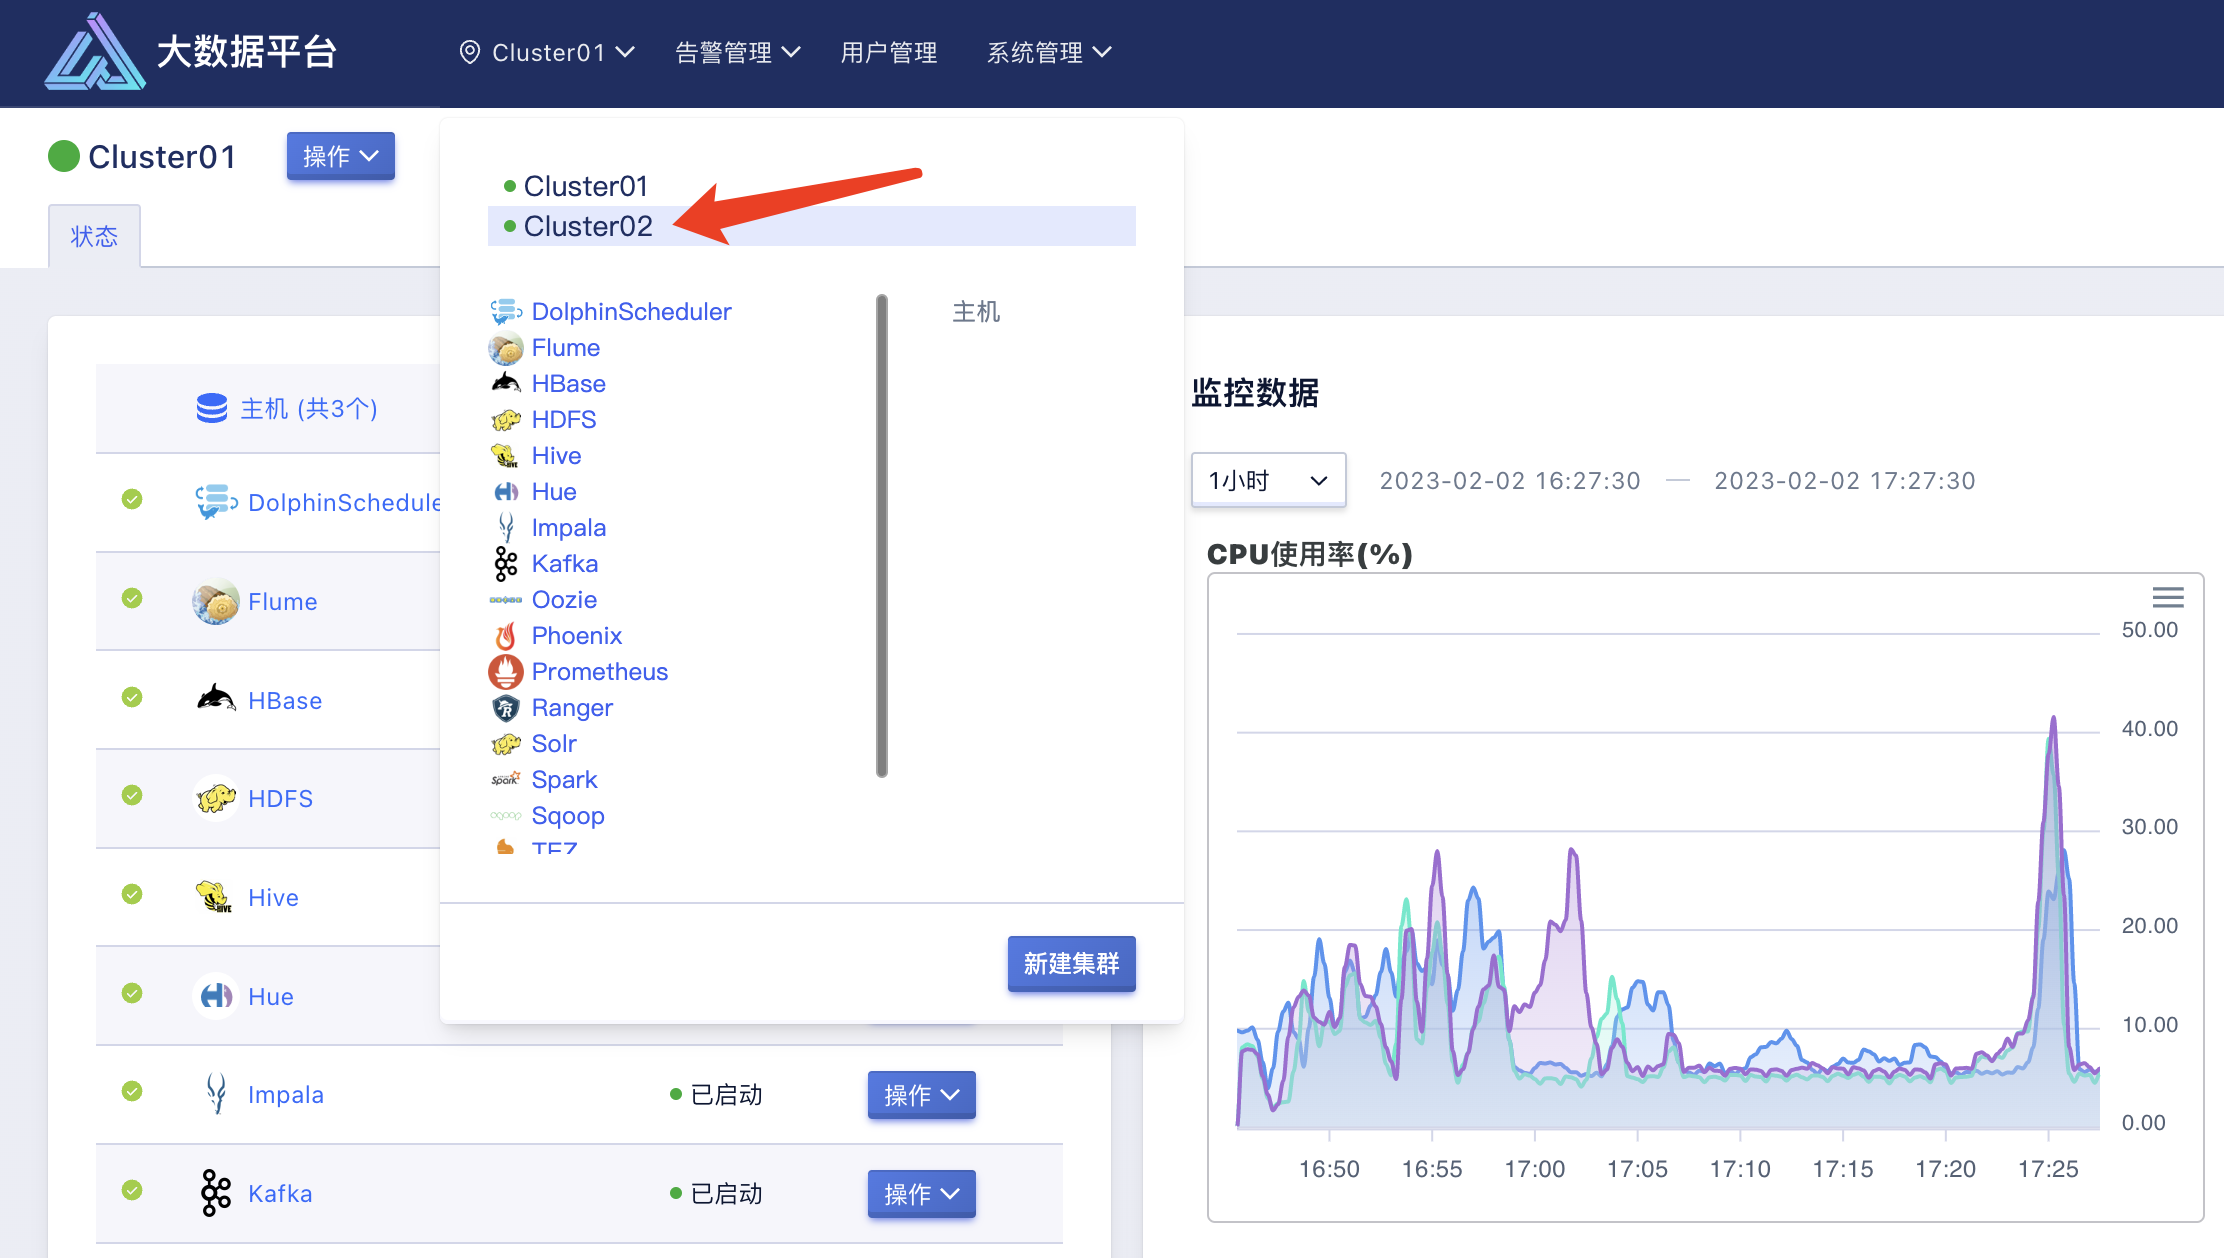 大数据平台
Cluster01
告警管理
用户管理
系统管理
Cluster01
操作
状态
Cluster01
Cluster02
DolphinScheduler
Flume
HBase
HDFS
Hive
Hue
Impala
Kafka
Oozie
Phoenix
Prometheus
Ranger
Solr
Spark
Sqoop
TEZ
主机
新建集群
主机 (共3个)
DolphinSchedule
Flume
HBase
HDFS
Hive
Hue
Impala
已启动
操作
Kafka
已启动
操作
监控数据
1小时
2023-02-02 16:27:30 — 2023-02-02 17:27:30
CPU使用率(%)
50.00
40.00
30.00
20.00
10.00
0.00
16:50 16:55 17:00 17:05 17:10 17:15 17:20 17:25